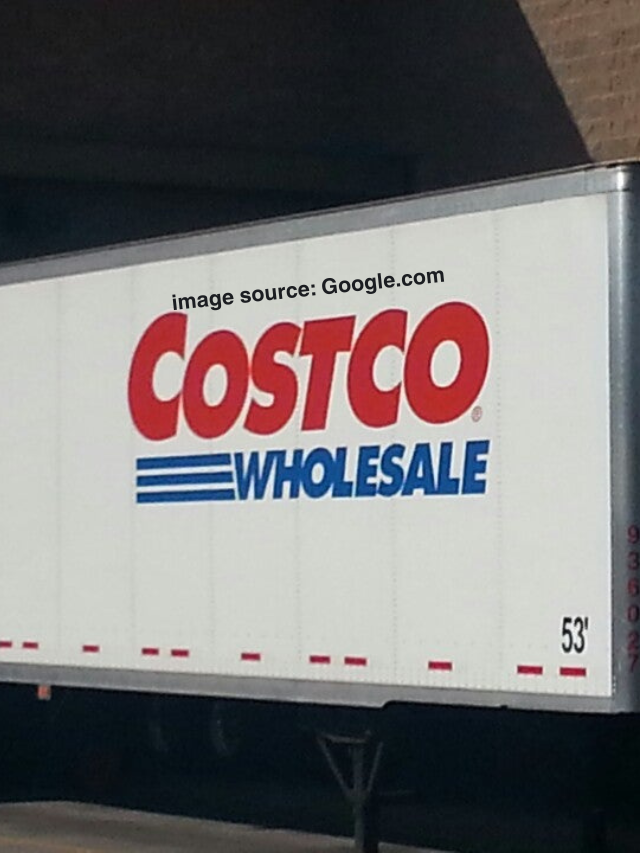 image source: Google.com
COSTCO
®
WHOLESALE
53'
936027